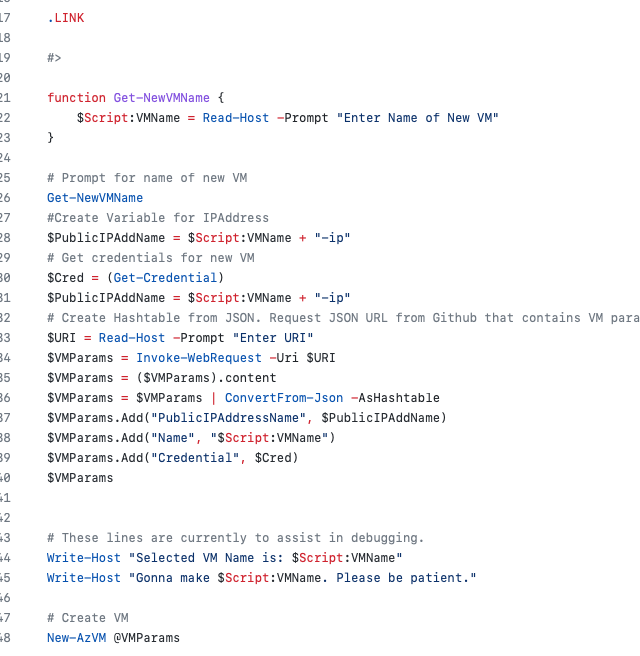 17 .LINK
18
19 #>
20
21 function Get-NewVMName {
22 $Script:VMName = Read-Host -Prompt "Enter Name of New VM"
23 }
24
25 # Prompt for name of new VM
26 Get-NewVMName
27 #Create Variable for IPAddress
28 $PublicIPAddName = $Script:VMName + "-ip"
29 # Get credentials for new VM
30 $Cred = (Get-Credential)
31 $PublicIPAddName = $Script:VMName + "-ip"
32 # Create Hashtable from JSON. Request JSON URL from Github that contains VM para
33 $URI = Read-Host -Prompt "Enter URI"
34 $VMParams = Invoke-WebRequest -Uri $URI
35 $VMParams = ($VMParams).content
36 $VMParams = $VMParams | ConvertFrom-Json -AsHashtable
37 $VMParams.Add("PublicIPAddressName", $PublicIPAddName)
38 $VMParams.Add("Name", "$Script:VMName")
39 $VMParams.Add("Credential", $Cred)
40 $VMParams
41
42
43 # These lines are currently to assist in debugging.
44 Write-Host "Selected VM Name is: $Script:VMName"
45 Write-Host "Gonna make $Script:VMName. Please be patient."
46
47 # Create VM
48 New-AzVM @VMParams